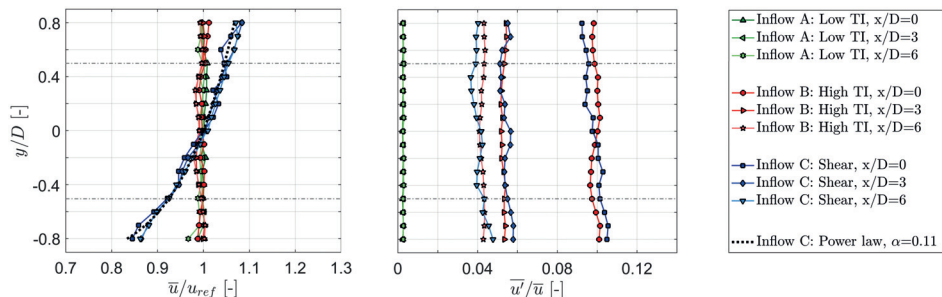 0.8
0.4
0
-0.4
-0.8
y/D [-]
0.7
0.8
0.9
1
1.1
1.2
1.3
u̅/u_ref [-]
0
0.04
0.08
0.12
u̅'̅/u̅ [-]
Inflow A: Low TI, x/D=0
Inflow A: Low TI, x/D=3
Inflow A: Low TI, x/D=6
Inflow B: High TI, x/D=0
Inflow B: High TI, x/D=3
Inflow B: High TI, x/D=6
Inflow C: Shear, x/D=0
Inflow C: Shear, x/D=3
Inflow C: Shear, x/D=6
Inflow C: Power law, α=0.11